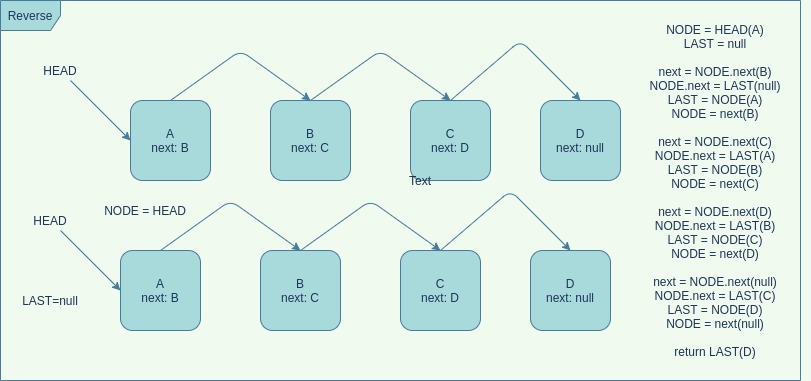 Reverse
HEAD
A
next: B
B
next: C
C
next: D
D
next: null
Text
NODE = HEAD
HEAD
LAST=null
A
next: B
B
next: C
C
next: D
D
next: null
NODE = HEAD(A)
LAST = null
next = NODE.next(B)
NODE.next = LAST(null)
LAST = NODE(A)
NODE = next(B)
next = NODE.next(C)
NODE.next = LAST(A)
LAST = NODE(B)
NODE = next(C)
next = NODE.next(D)
NODE.next = LAST(B)
LAST = NODE(C)
NODE = next(D)
next = NODE.next(null)
NODE.next = LAST(C)
LAST = NODE(D)
NODE = next(null)
return LAST(D)